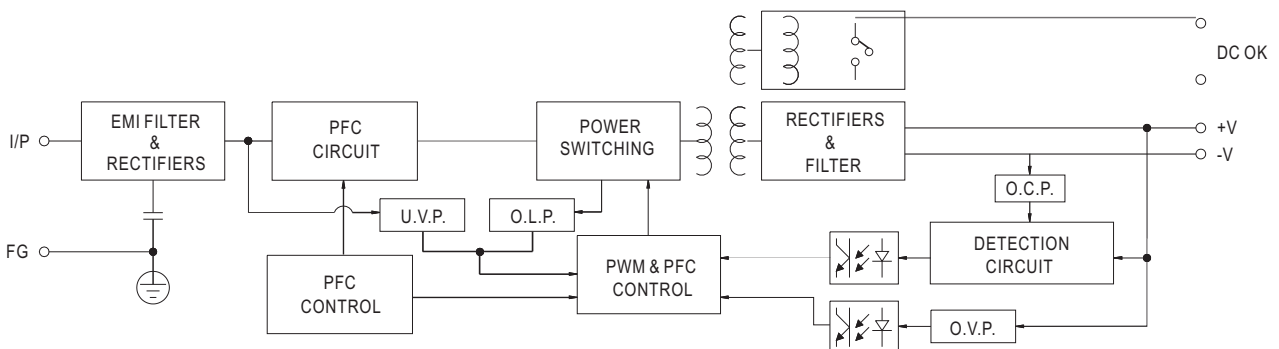 DC OK
I/P
EMI FILTER
&
RECTIFIERS
PFC
CIRCUIT
POWER
SWITCHING
RECTIFIERS
&
FILTER
+V
-V
O.C.P.
U.V.P.
O.L.P.
FG
PFC
CONTROL
PWM & PFC
CONTROL
DETECTION
CIRCUIT
O.V.P.